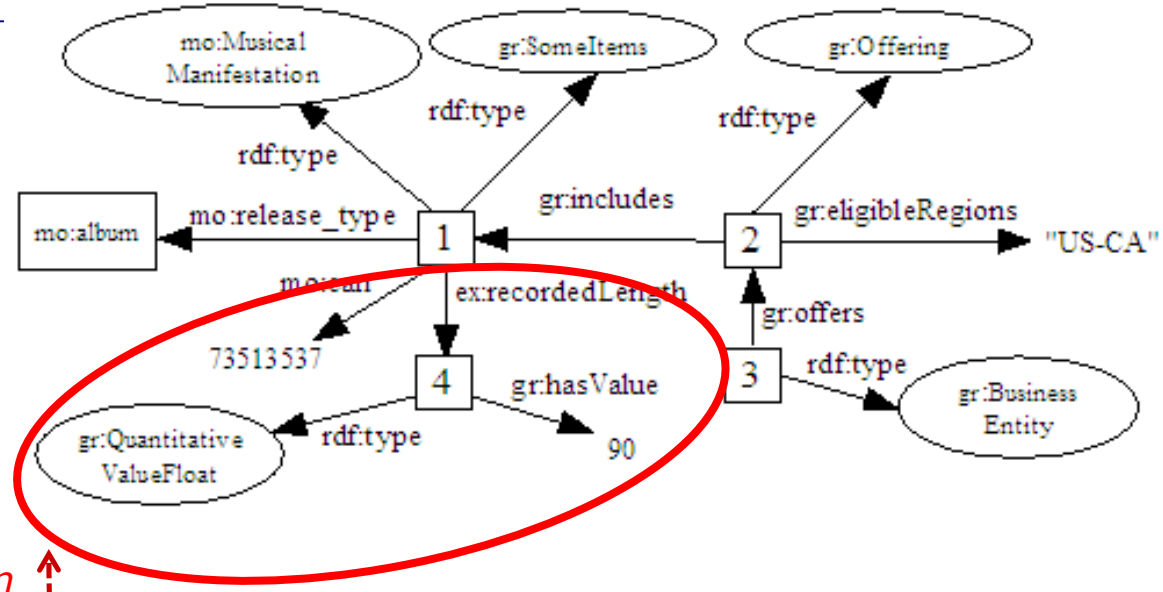 mo:Musical
Manifestation
gr:SomeItems
gr:Offering
rdf:type
rdf:type
rdf:type
mo:album
mo:release_type
1
gr:includes
2
gr:eligibleRegions
"US-CA"
ex:recordedLength
gr:offers
73513537
4
gr:hasValue
3
rdf:type
gr:Business
Entity
gr:Quantitative
ValueFloat
rdf:type
90